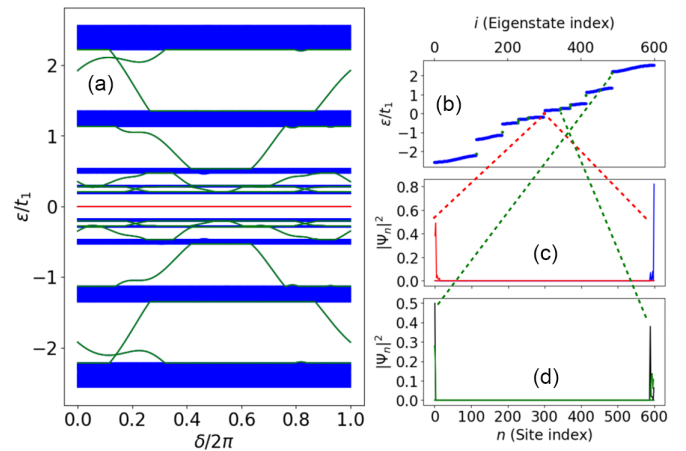 (a)
ε/t₁
2
1
0
−1
−2
0.0 0.2 0.4 0.6 0.8 1.0
δ/2π
i (Eigenstate index)
0 100 200 300 400 500 600
(b)
ε/t₁
2
1
0
−1
−2
(c)
|Ψₙ|²
0.8
0.6
0.4
0.2
0.0
(d)
|Ψₙ|²
0.5
0.4
0.3
0.2
0.1
0.0
0 100 200 300 400 500 600
n (Site index)